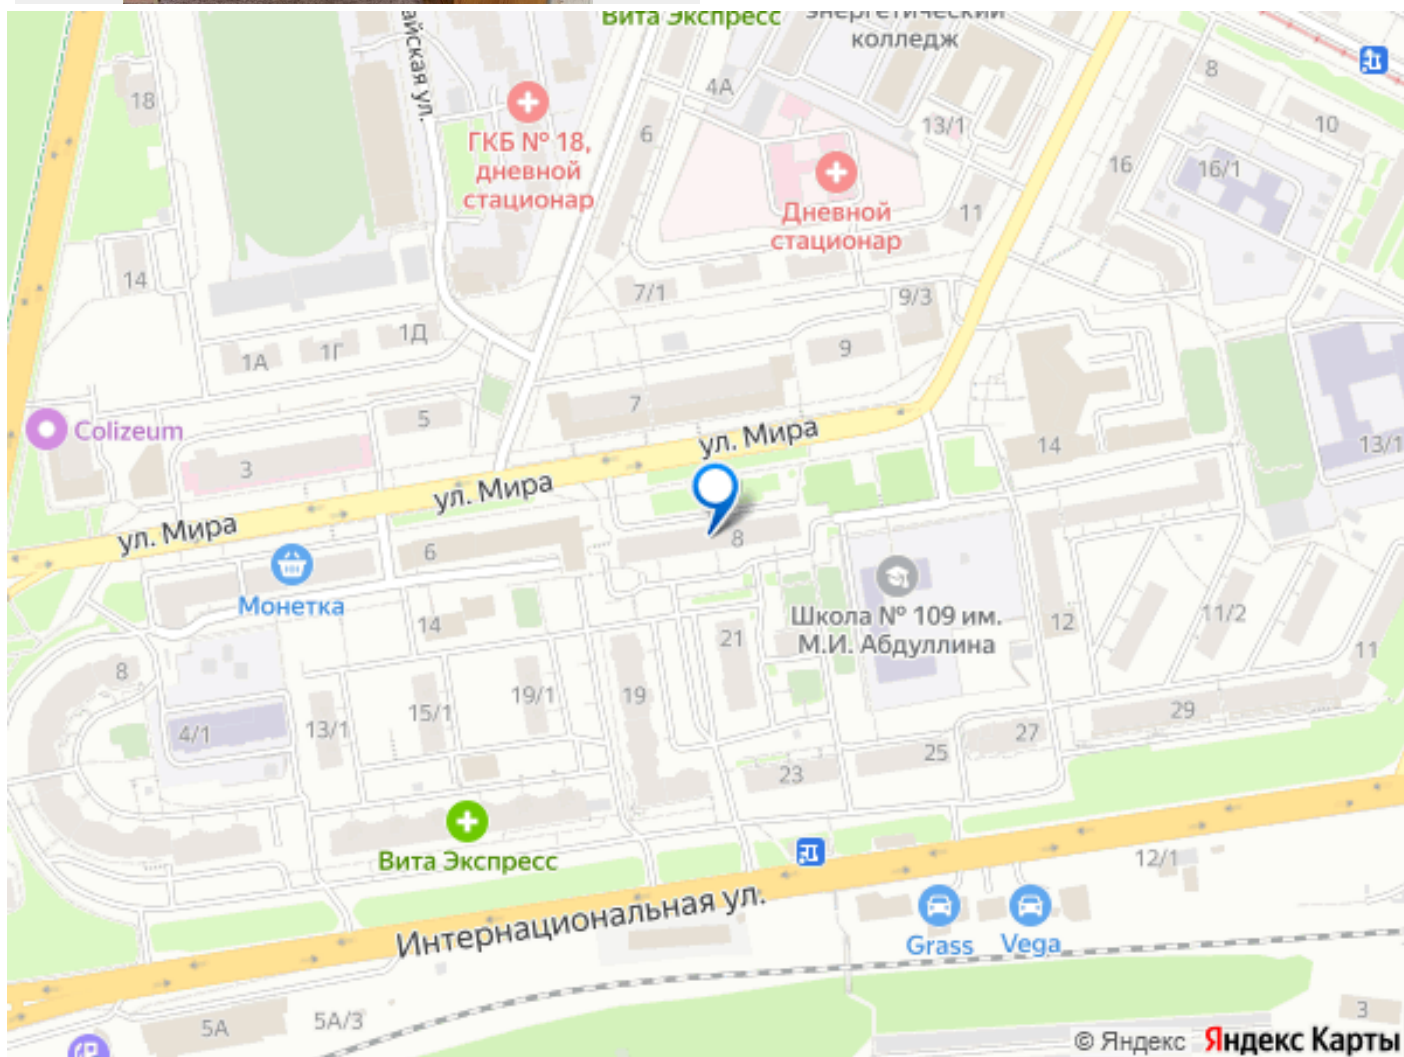 Вита Экспресс
энергетический
колледж
айская ул.
4А
8
18
ГКБ № 18,
дневной
стационар
6
13/1
10
16
16/1
Дневной
стационар
11
14
7/1
9/3
1Д
1А
1Г
9
7
5
Colizeum
ул. Мира
14
13/1
3
ул. Мира
ул. Мира
6
8
Монетка
Школа № 109 им.
М.И. Абдуллина
14
21
12
11/2
11
8
19/1
19
15/1
13/1
4/1
29
27
25
23
Вита Экспресс
12/1
Интернациональная ул.
Grass
Vega
5А
5А/3
3
© Яндекс Яндекс Карты